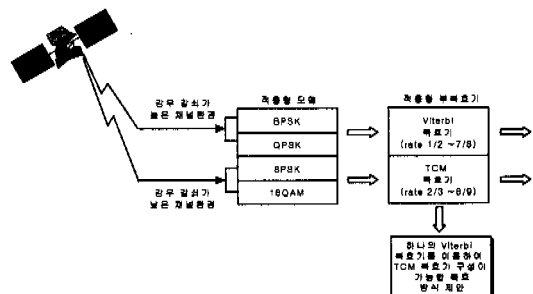 강우 감쇠가
높은 채널환경
적응형 모뎀
BPSK
QPSK
8PSK
16QAM
강우 감쇠가
낮은 채널환경
적응형 부복호기
Viterbi
복호기
(rate 1/2 ~7/8)
TCM
복호기
(rate 2/3 ~8/9)
하나의 Viterbi
복호기를 이용하여
TCM 복호기 구성이
가능할 복호
방식 제안